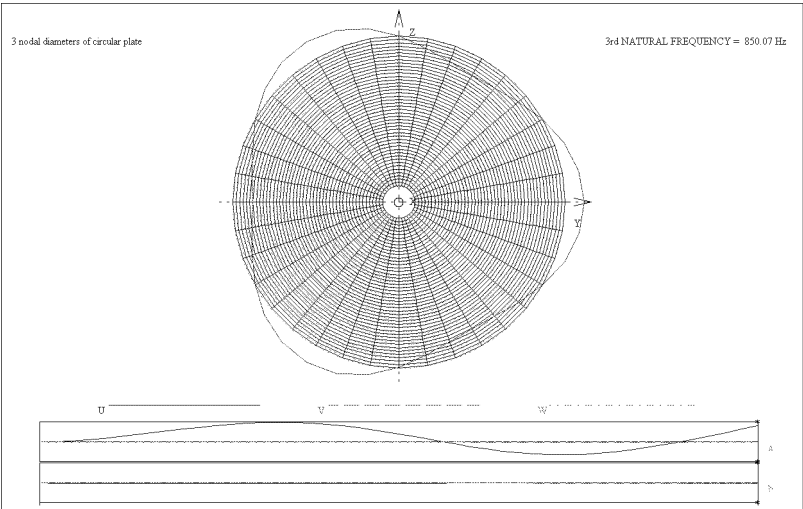 3 nodal diameters of circular plate
3rd NATURAL FREQUENCY = 850.07 Hz
Z
X
Y
U
V
W